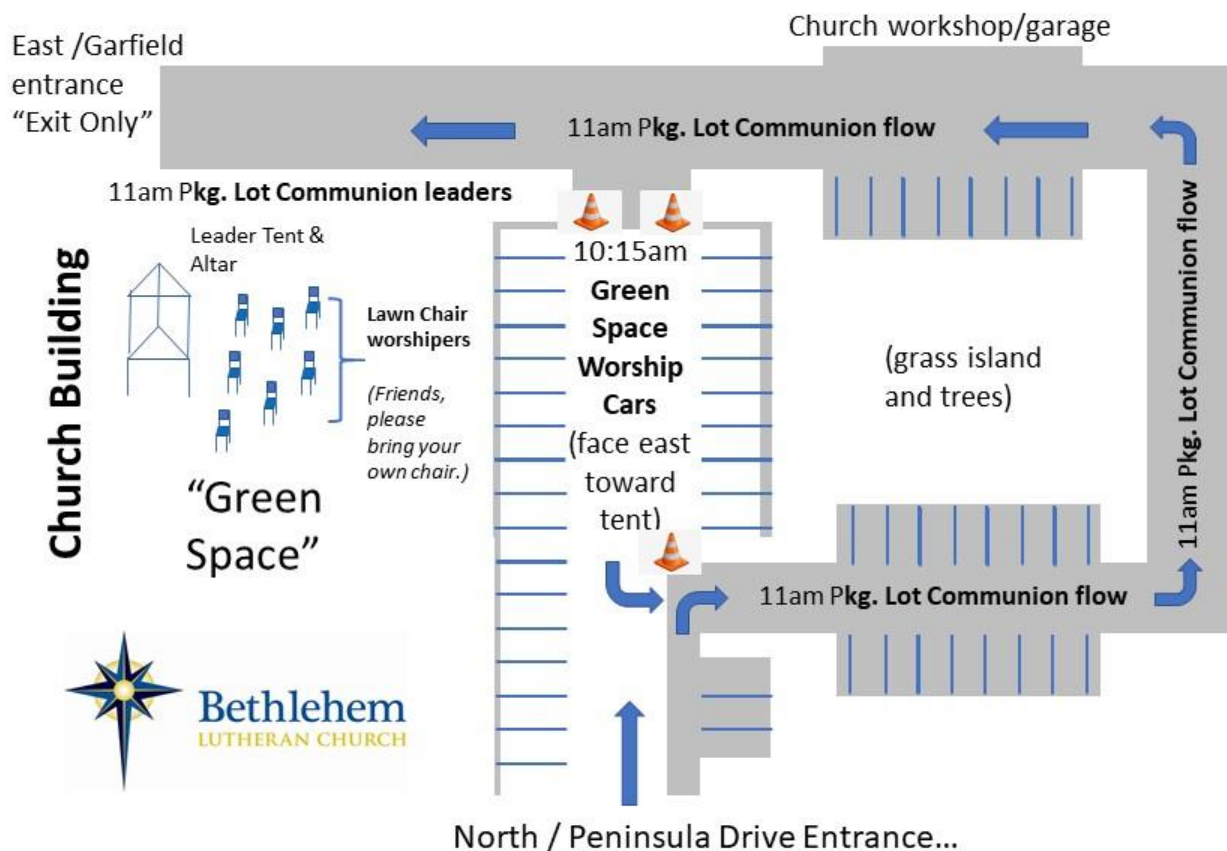 Church workshop/garage
East /Garfield
entrance
“Exit Only”
11am Pkg. Lot Communion flow
11am Pkg. Lot Communion leaders
Leader Tent &
Altar
Church Building
Lawn Chair
worshipers
(Friends,
please
bring your
own chair.)
“Green
Space”
10:15am
Green
Space
Worship
Cars
(face east
toward
tent)
(grass island
and trees)
11am Pkg. Lot Communion flow
11am Pkg. Lot Communion flow
Bethlehem
LUTHERAN CHURCH
North / Peninsula Drive Entrance...